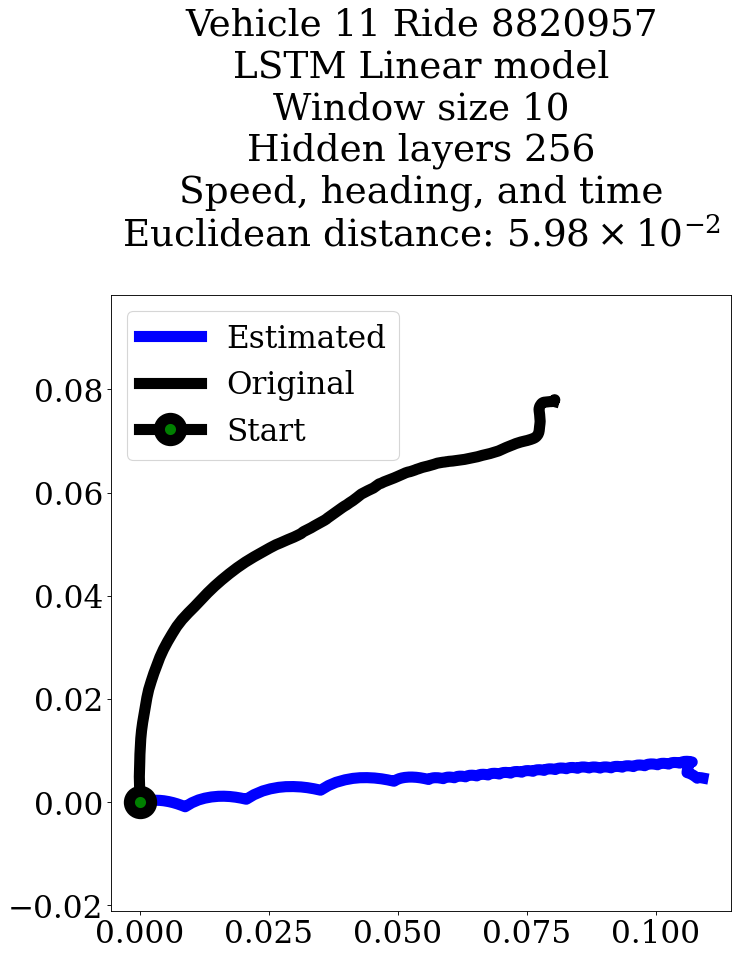 Vehicle 11 Ride 8820957
LSTM Linear model
Window size 10
Hidden layers 256
Speed, heading, and time
Euclidean distance: 5.98 × 10⁻²
Estimated
Original
Start
0.08
0.06
0.04
0.02
0.00
−0.02
0.000 0.025 0.050 0.075 0.100